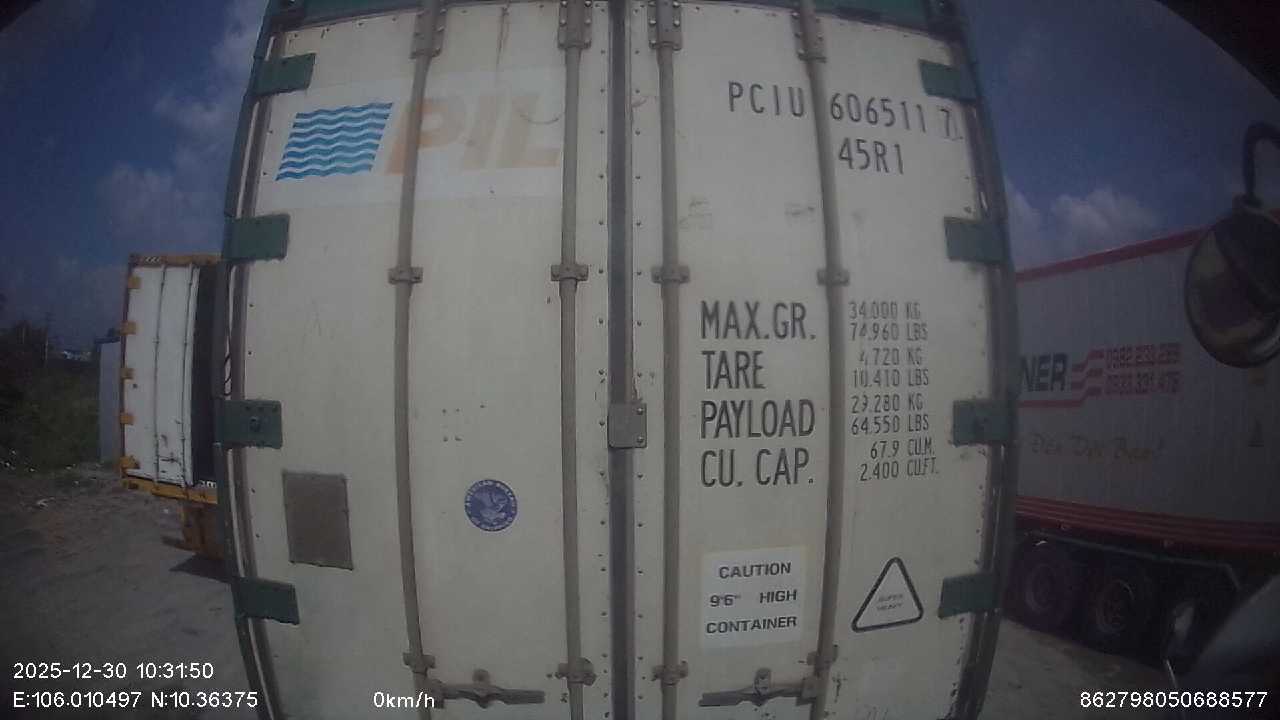 PIL
PCIU 606511 7
45R1
MAX.GR. 34.000 KG
74.960 LBS
TARE 4.720 KG
10.410 LBS
PAYLOAD 29.280 KG
64.550 LBS
CU. CAP. 67.9 CU.M.
2.400 CU.FT.
CAUTION
9'6" HIGH
CONTAINER
SUPER
HEAVY
NER
2025-12-30 10:31:50
E:106.010497 N:10.36375
0km/h
862798050688577